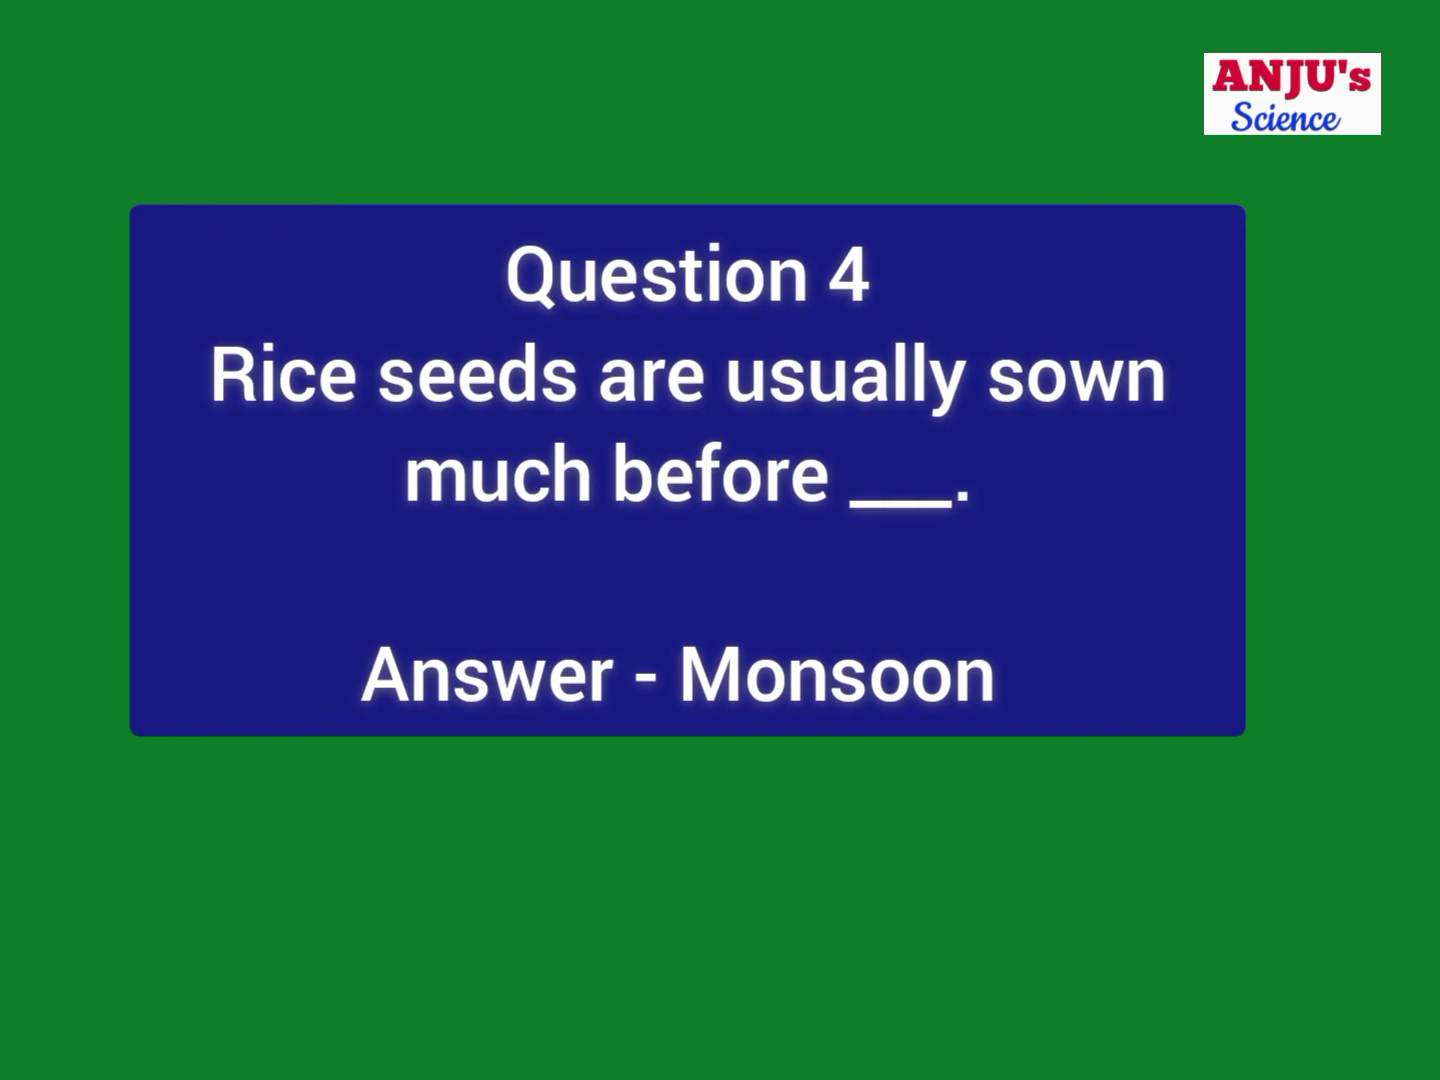 ANJU's
Science
Question 4
Rice seeds are usually sown
much before ___.
Answer - Monsoon